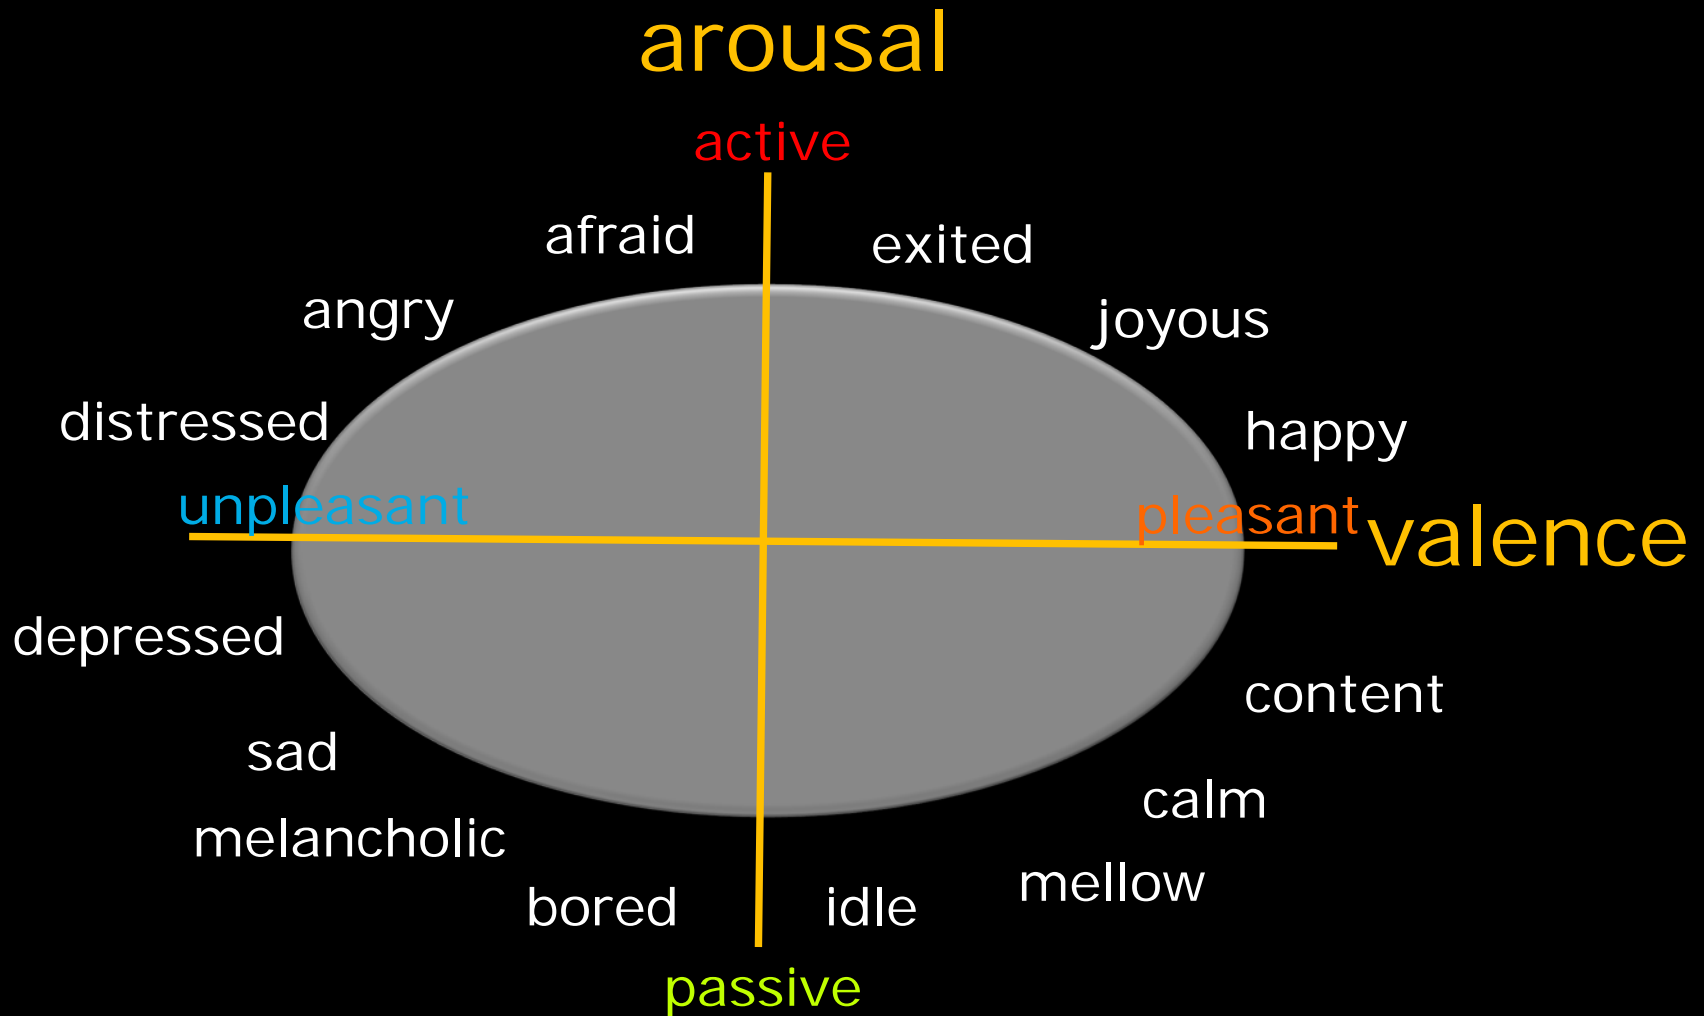 arousal
active
afraid
exited
angry
joyous
distressed
happy
unpleasant
pleasant
valence
depressed
content
sad
calm
melancholic
mellow
bored
idle
passive